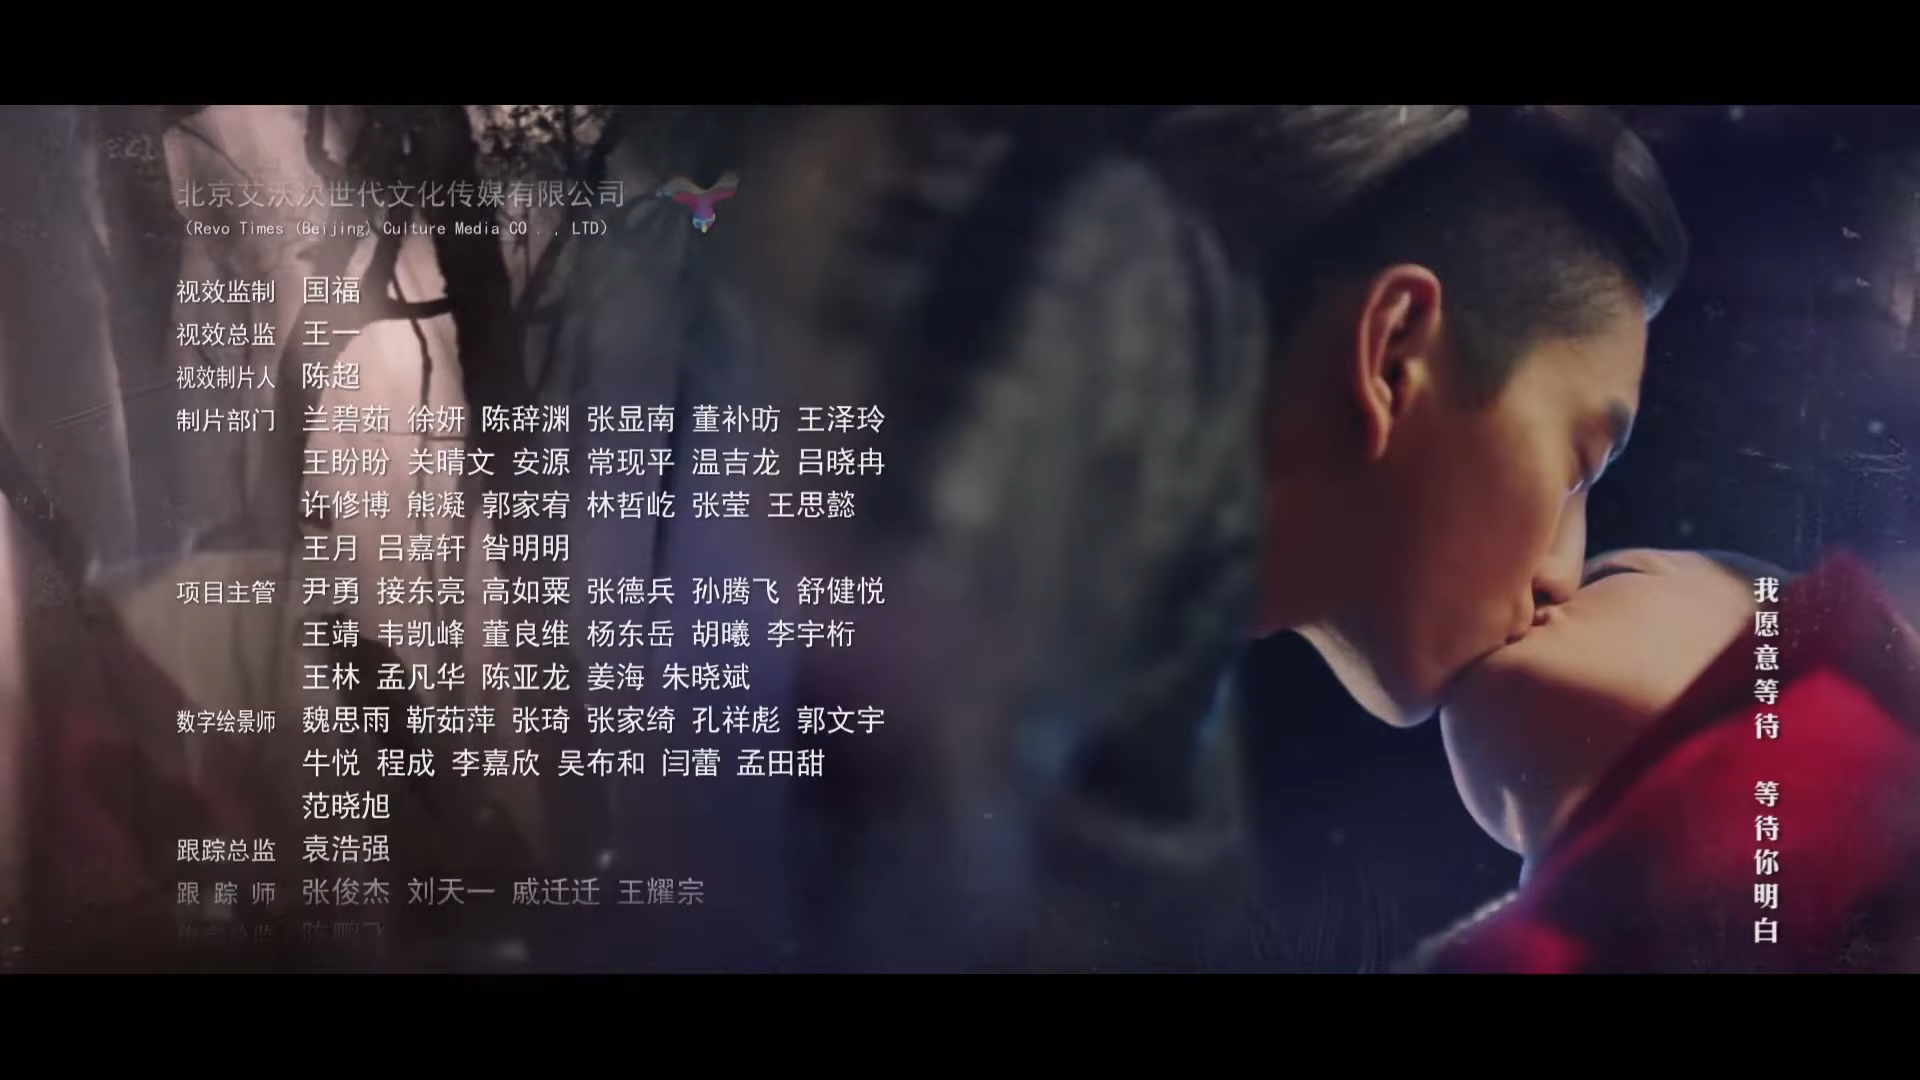 北京艾沃次世代文化传媒有限公司
（Revo Times (Beijing) Culture Media CO . , LTD）
视效监制 国福
视效总监 王一
视效制片人 陈超
制片部门 兰碧茹 徐妍 陈辞渊 张显南 董补昉 王泽玲
王盼盼 关晴文 安源 常现平 温吉龙 吕晓冉
许修博 熊凝 郭家宥 林哲屹 张莹 王思懿
王月 吕嘉轩 昝明明
项目主管 尹勇 接东亮 高如粟 张德兵 孙腾飞 舒健悦
王靖 韦凯峰 董良维 杨东岳 胡曦 李宇桁
王林 孟凡华 陈亚龙 姜海 朱晓斌
数字绘景师 魏思雨 靳茹萍 张琦 张家绮 孔祥彪 郭文宇
牛悦 程成 李嘉欣 吴布和 闫蕾 孟田甜
范晓旭
跟踪总监 袁浩强
跟踪师 张俊杰 刘天一 戚迁迁 王耀宗
我愿意等待 等待你明白